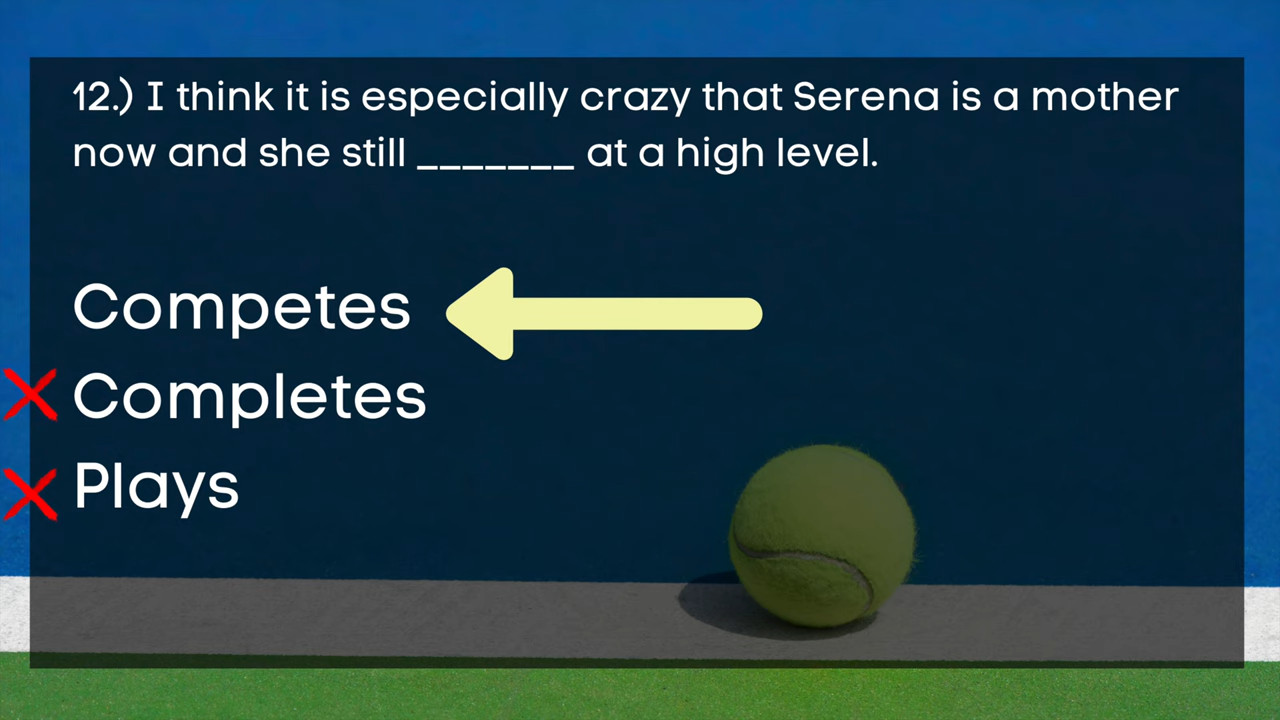 12.) I think it is especially crazy that Serena is a mother
now and she still _______ at a high level.
Competes
Completes
Plays